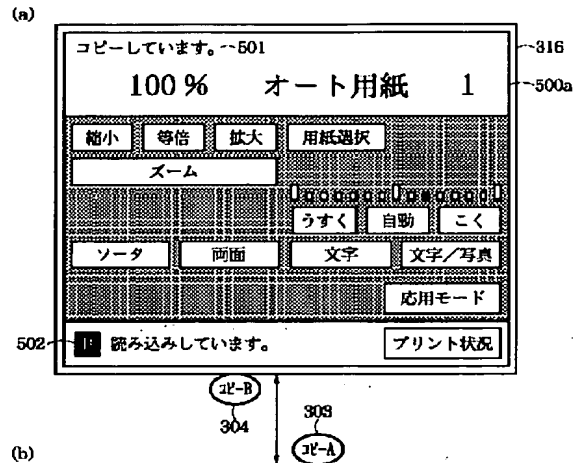 (a)
コピーしています。 501
316
100% オート用紙 1
500a
縮小 等倍 拡大 用紙選択
ズーム
うすく 自動 こく
ソータ 両面 文字 文字/写真
応用モード
502 読み込みしています。 プリント状況
コピーB
304
303
コピーA
(b)